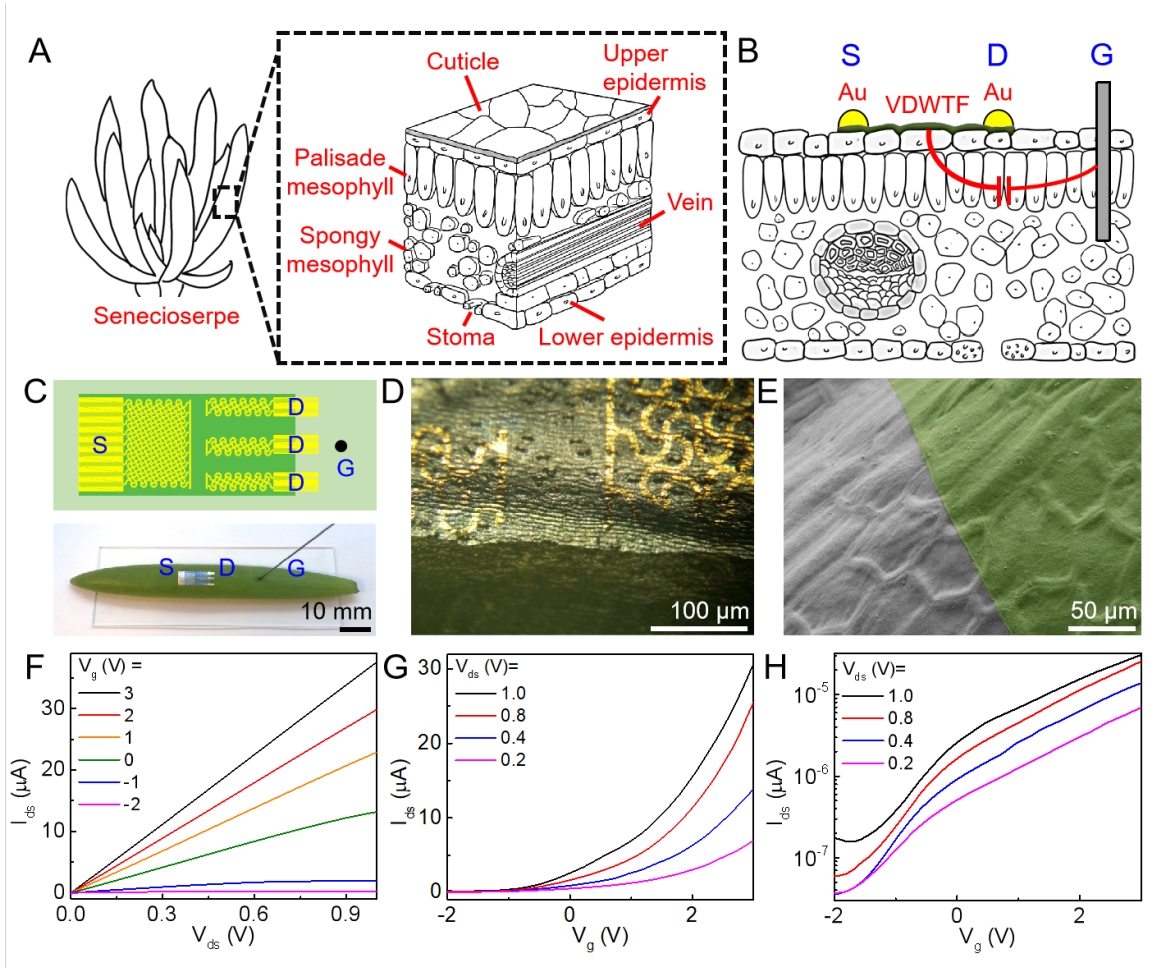 A
Cuticle
Upper
epidermis
Palisade
mesophyll
Vein
Spongy
mesophyll
Senecioserpe
Stoma
Lower epidermis
B
S
D
G
Au
VDWTF
Au
C
S
D
D
D
G
S
D
G
10 mm
D
100 μm
E
50 μm
F
V_g (V) =
3
2
1
0
-1
-2
I_ds (μA)
30
20
10
0
0.0
0.3
0.6
0.9
V_ds (V)
G
V_ds (V)=
1.0
0.8
0.4
0.2
I_ds (μA)
30
20
10
0
-2
0
2
V_g (V)
H
V_ds (V)=
1.0
0.8
0.4
0.2
I_ds (μA)
10⁻⁵
10⁻⁶
10⁻⁷
-2
0
2
V_g (V)